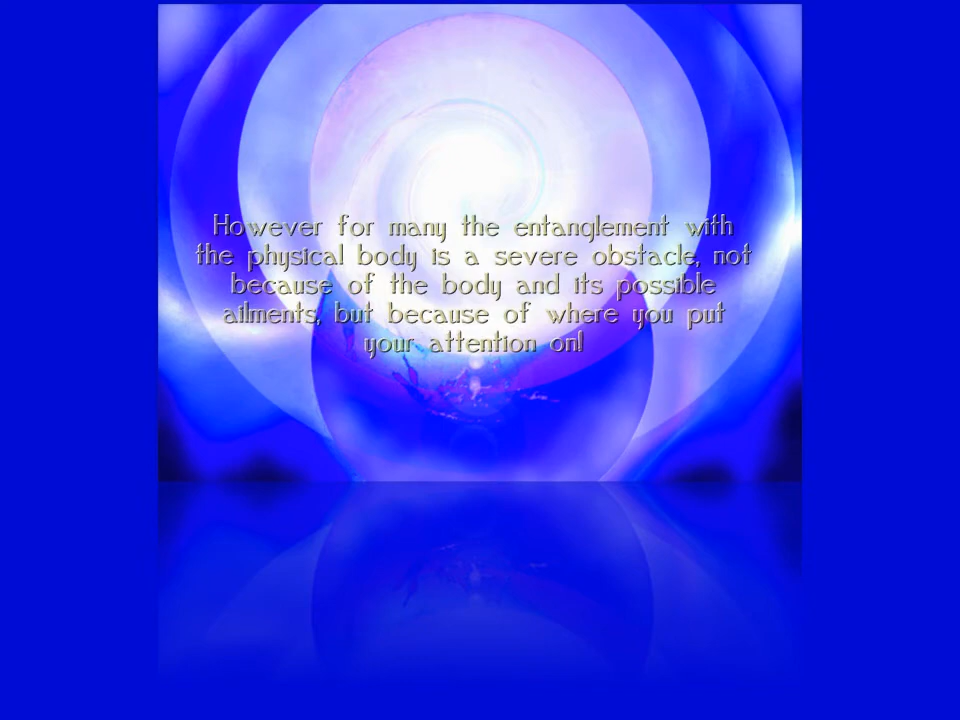 However for many the entanglement with
the physical body is a severe obstacle, not
because of the body and its possible
ailments, but because of where you put
your attention on!